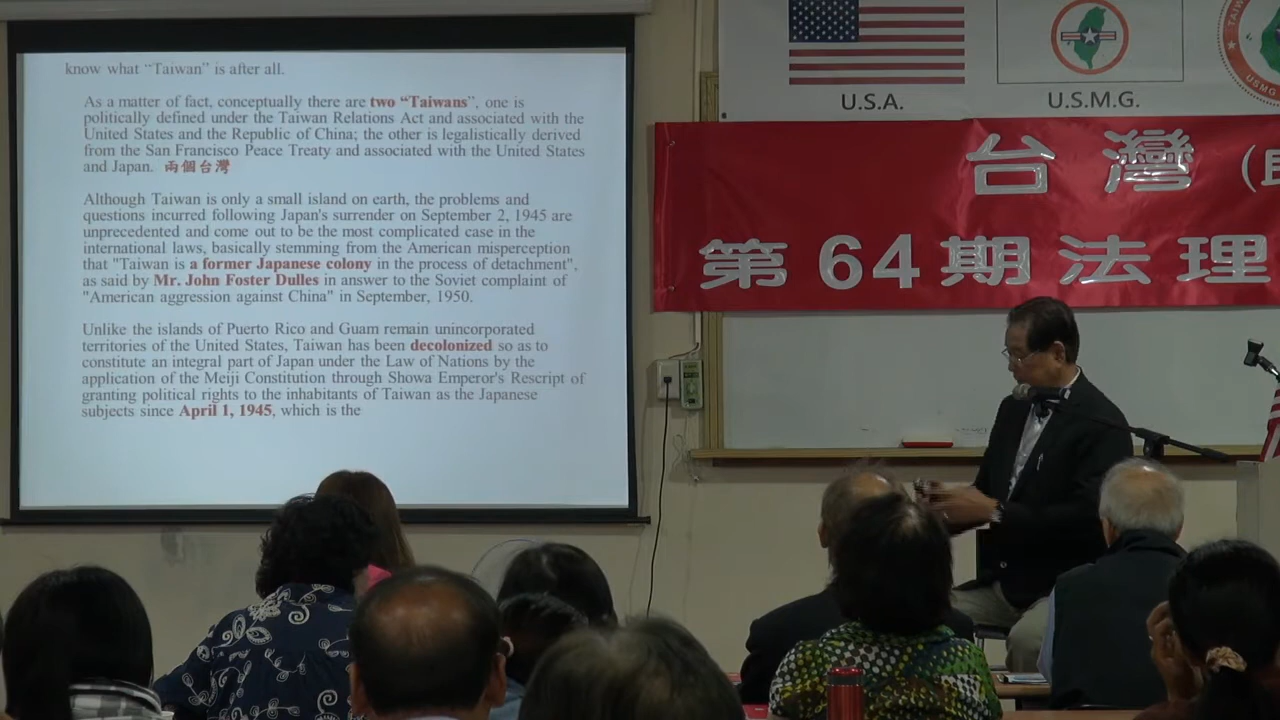 know what “Taiwan” is after all.
As a matter of fact, conceptually there are two “Taiwans”, one is
politically defined under the Taiwan Relations Act and associated with the
United States and the Republic of China; the other is legalistically derived
from the San Francisco Peace Treaty and associated with the United States
and Japan. 兩個台灣
Although Taiwan is only a small island on earth, the problems and
questions incurred following Japan's surrender on September 2, 1945 are
unprecedented and come out to be the most complicated case in the
international laws, basically stemming from the American misperception
that "Taiwan is a former Japanese colony in the process of detachment",
as said by Mr. John Foster Dulles in answer to the Soviet complaint of
"American aggression against China" in September, 1950.
Unlike the islands of Puerto Rico and Guam remain unincorporated
territories of the United States, Taiwan has been decolonized so as to
constitute an integral part of Japan under the Law of Nations by the
application of the Meiji Constitution through Showa Emperor's Rescript of
granting political rights to the inhabitants of Taiwan as the Japanese
subjects since April 1, 1945, which is the
U.S.A.
U.S.M.G.
台灣
第64期法理